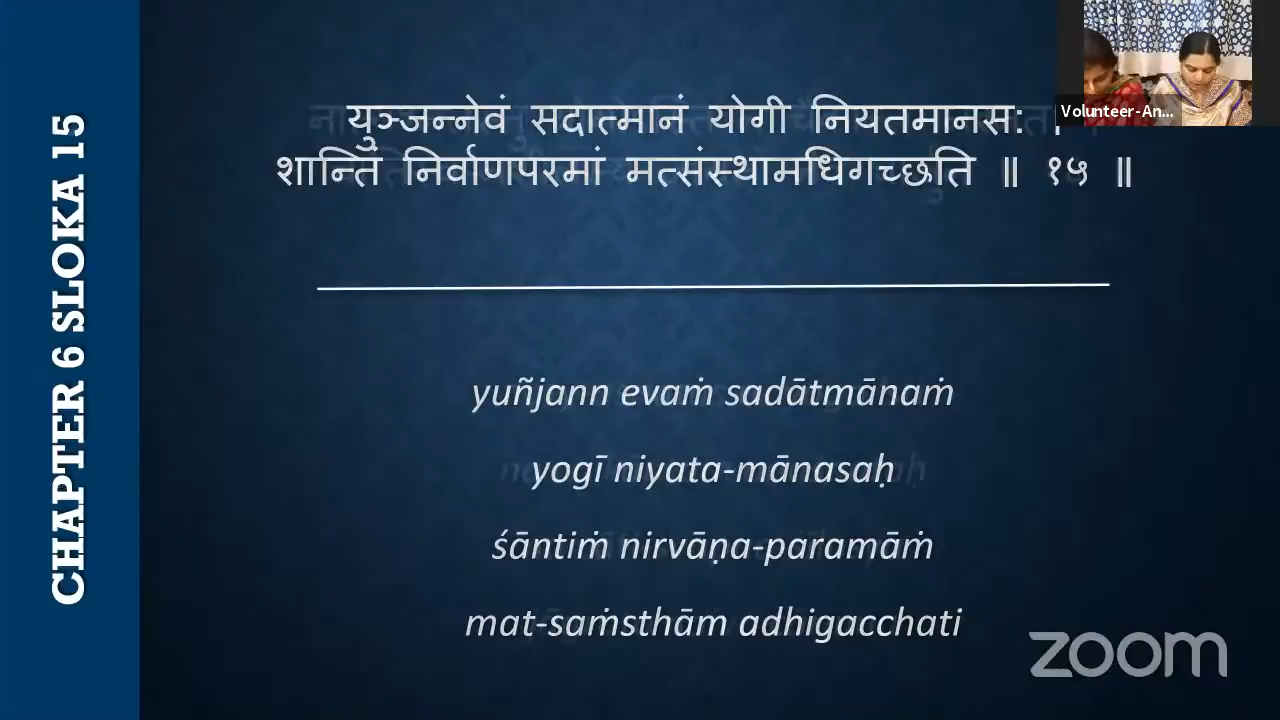 CHAPTER 6 SLOKA 15
युञ्जन्नेवं सदात्मानं योगी नियतमानस: ।
शान्तिं निर्वाणपरमां मत्संस्थामधिगच्छति ॥ १५ ॥
yuñjann evaṁ sadātmānaṁ
yogī niyata-mānasaḥ
śāntiṁ nirvāṇa-paramāṁ
mat-saṁsthām adhigacchati
Volunteer-An...
zoom